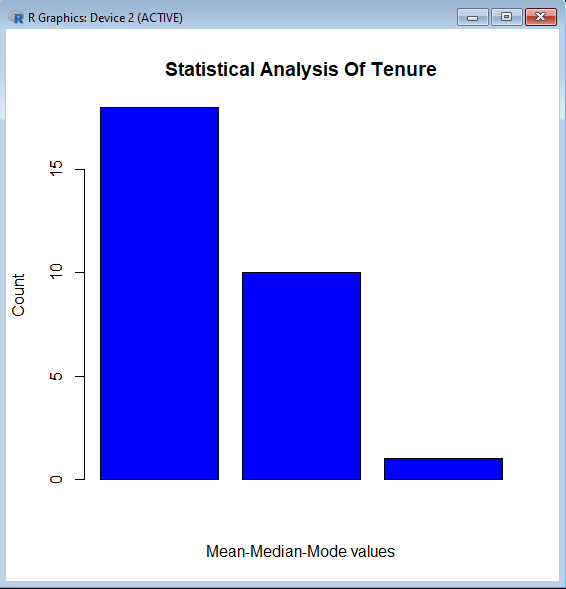 R Graphics: Device 2 (ACTIVE)
Statistical Analysis Of Tenure
15
10
5
0
Count
Mean-Median-Mode values